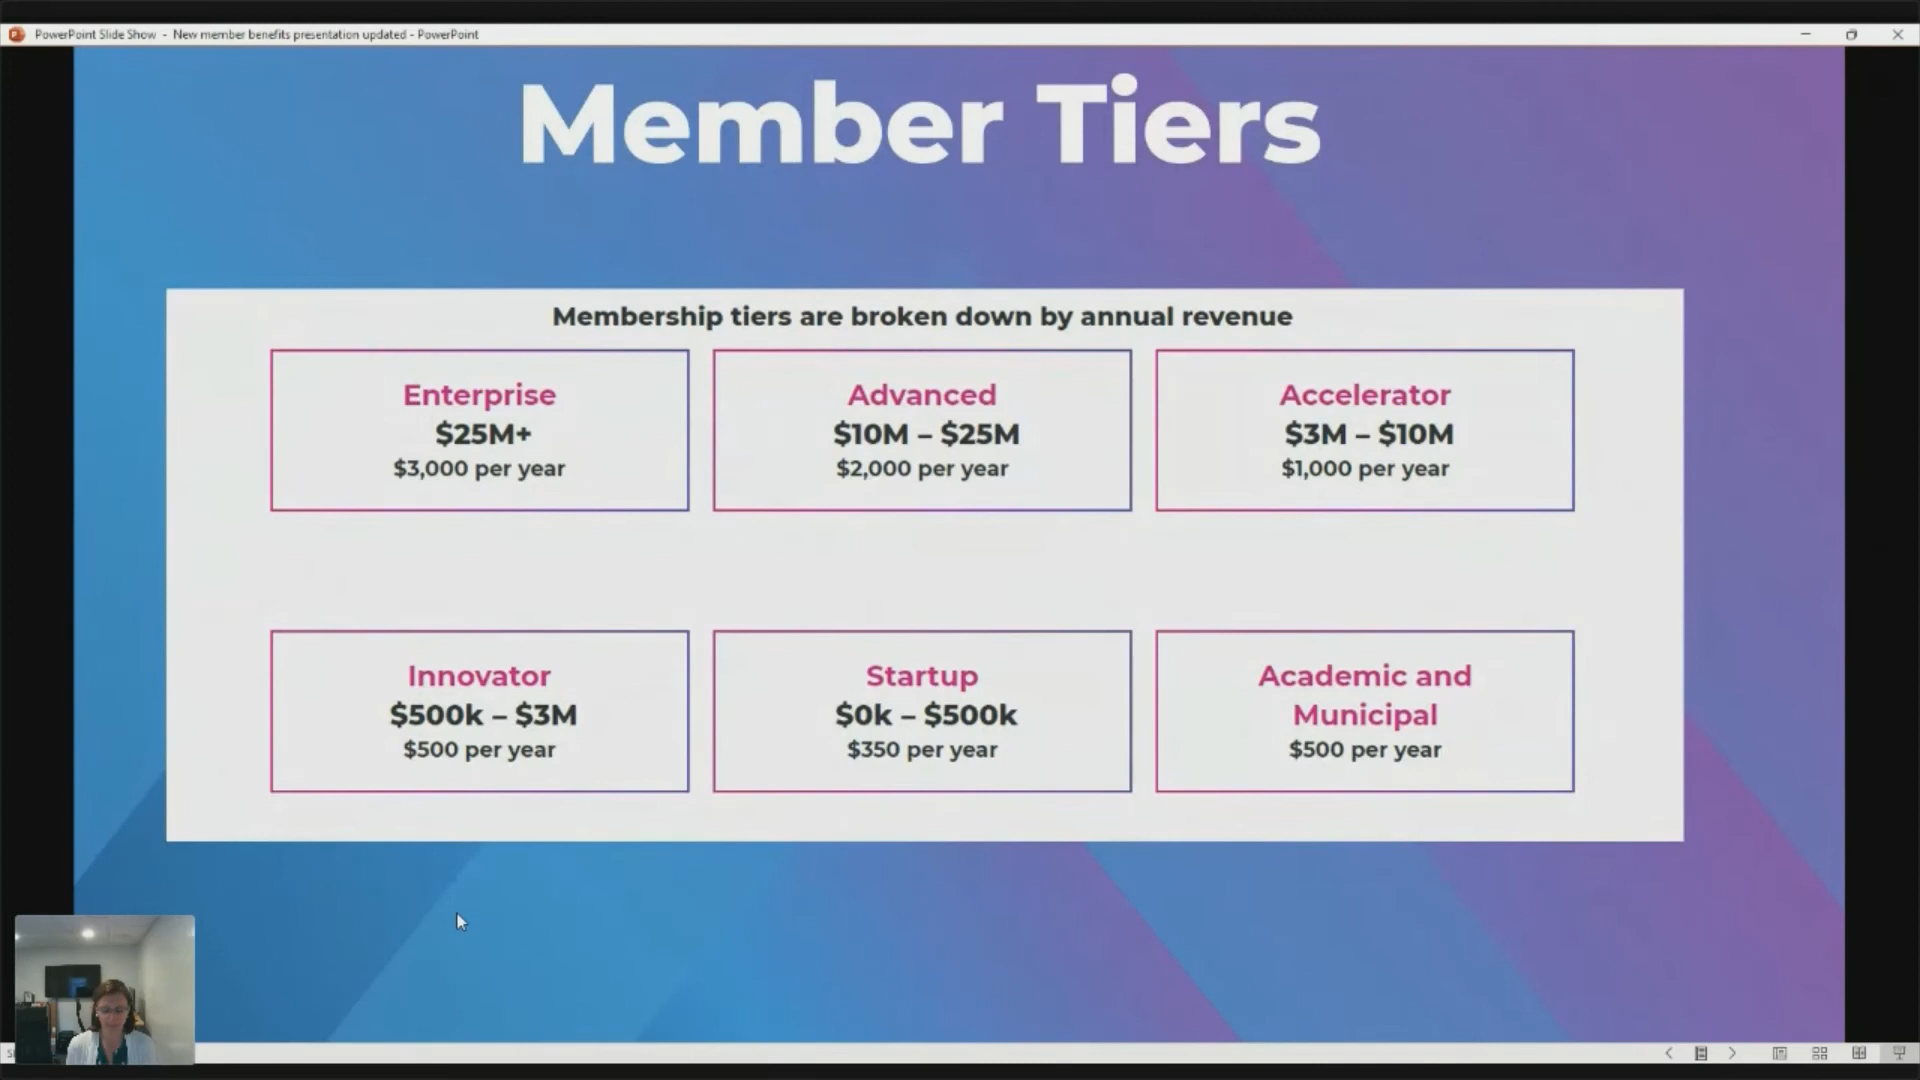 PowerPoint Slide Show - New member benefits presentation updated - PowerPoint
Member Tiers
Membership tiers are broken down by annual revenue
Enterprise
$25M+
$3,000 per year
Advanced
$10M – $25M
$2,000 per year
Accelerator
$3M – $10M
$1,000 per year
Innovator
$500k – $3M
$500 per year
Startup
$0k – $500k
$350 per year
Academic and
Municipal
$500 per year